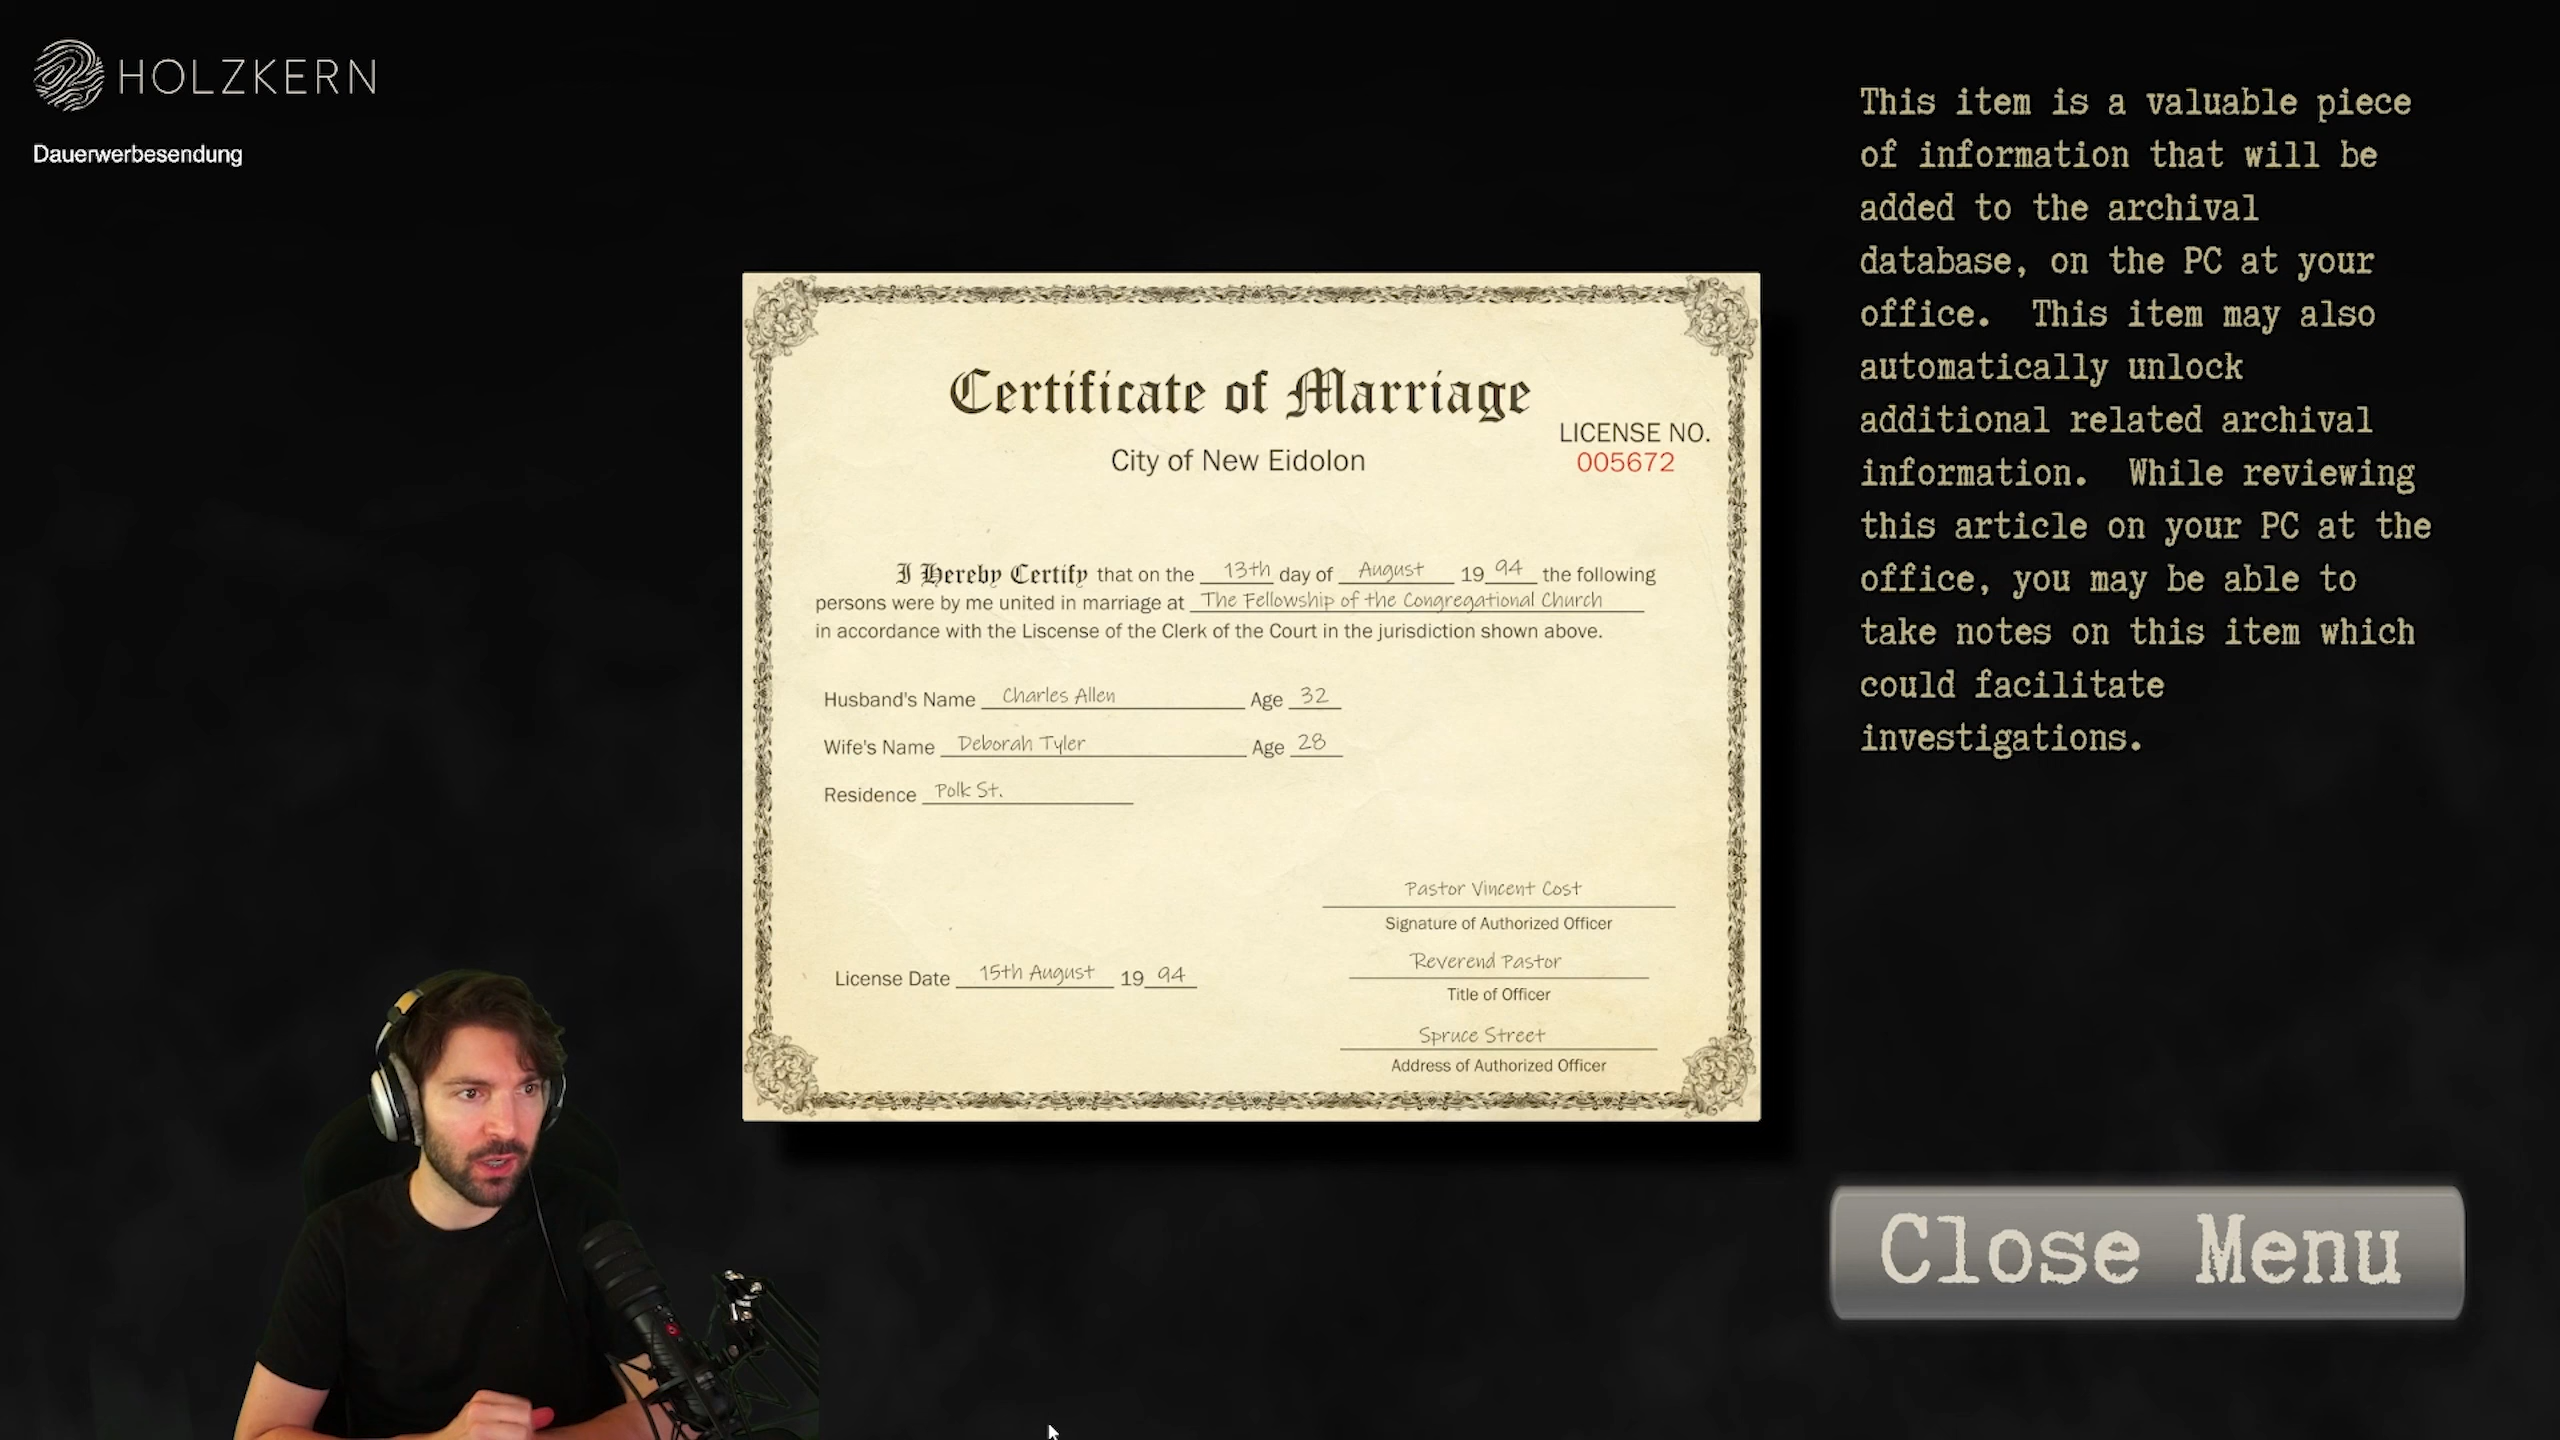 HOLZKERN
Dauerwerbesendung
Certificate of Marriage
City of New Eidolon
LICENSE NO.
005672
I Hereby Certify that on the 13th day of August 1994 the following
persons were by me united in marriage at The Fellowship of the Congregational Church
in accordance with the Liscense of the Clerk of the Court in the jurisdiction shown above.
Husband's Name Charles Allen Age 32
Wife's Name Deborah Tyler Age 28
Residence Polk St.
Pastor Vincent Cost
Signature of Authorized Officer
Reverend Pastor
Title of Officer
License Date 15th August 1994
Spruce Street
Address of Authorized Officer
This item is a valuable piece
of information that will be
added to the archival
database, on the PC at your
office. This item may also
automatically unlock
additional related archival
information. While reviewing
this article on your PC at the
office, you may be able to
take notes on this item which
could facilitate
investigations.
Close Menu